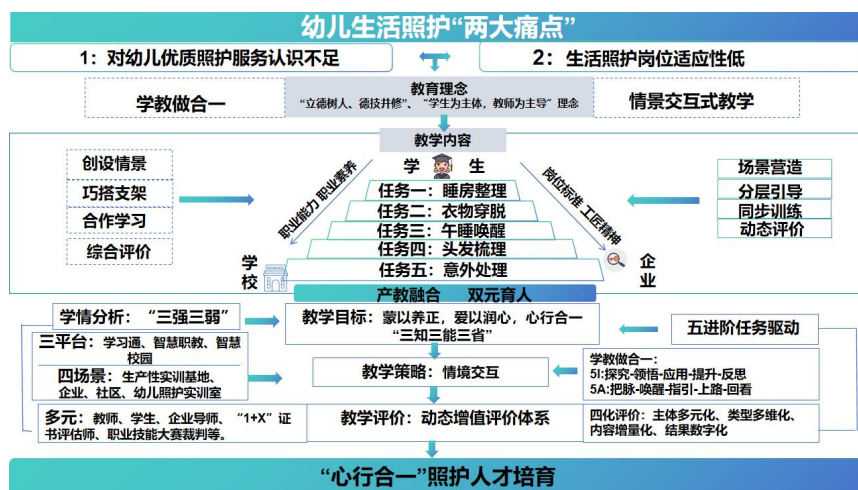 幼儿生活照护“两大痛点”
1：对幼儿优质照护服务认识不足
2：生活照护岗位适应性低
教育理念
“立德树人、德技并修”、“学生为主体，教师为主导”理念
学教做合一
情景交互式教学
教学内容
学 生
创设情景
巧搭支架
合作学习
综合评价
职业能力 职业素养
任务一：睡房整理
任务二：衣物穿脱
任务三：午睡唤醒
任务四：头发梳理
任务五：意外处理
岗位标准 工匠精神
场景营造
分层引导
同步训练
动态评价
学
校
企
业
产教融合 双元育人
学情分析：“三强三弱”
教学目标：蒙以养正，爱以润心，心行合一
“三知三能三省”
五进阶任务驱动
三平台：学习通、智慧职教、智慧
校园
四场景：生产性实训基地、
企业、社区、幼儿照护实训室
教学策略：情境交互
学教做合一：
5I:探究-领悟-应用-提升-反思
5A:把脉-唤醒-指引-上路-回看
多元：教师、学生、企业导师、“1+X”证
书评估师、职业技能大赛裁判等。
教学评价：动态增值评价体系
四化评价：主体多元化、类型多维化、
内容增量化、结果数字化
“心行合一”照护人才培育